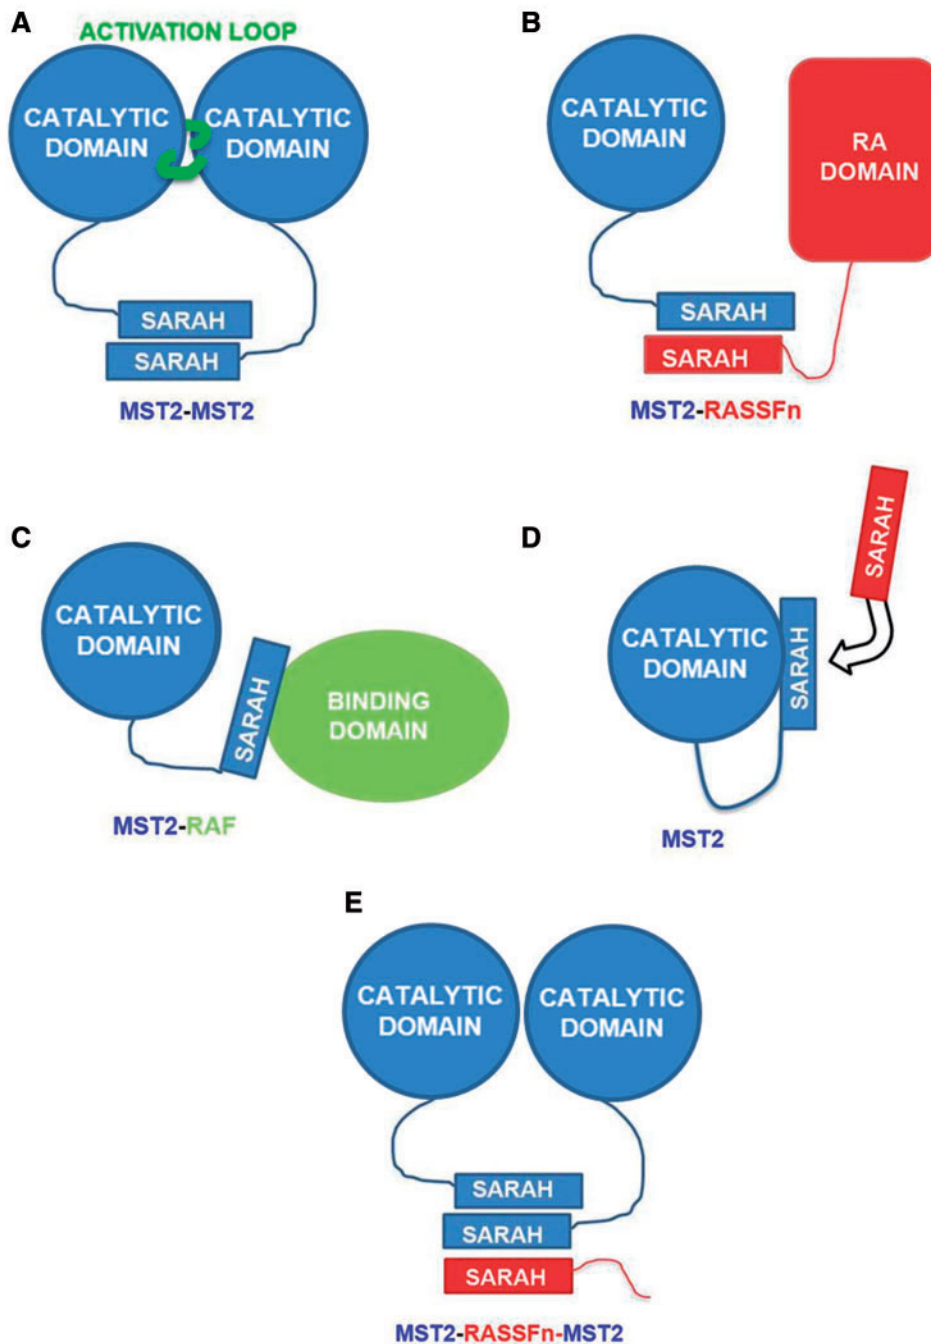 A
ACTIVATION LOOP
CATALYTIC
DOMAIN
CATALYTIC
DOMAIN
SARAH
SARAH
MST2-MST2
B
CATALYTIC
DOMAIN
RA
DOMAIN
SARAH
SARAH
MST2-RASSFn
C
CATALYTIC
DOMAIN
SARAH
BINDING
DOMAIN
MST2-RAF
D
SARAH
CATALYTIC
DOMAIN
SARAH
MST2
E
CATALYTIC
DOMAIN
CATALYTIC
DOMAIN
SARAH
SARAH
SARAH
MST2-RASSFn-MST2